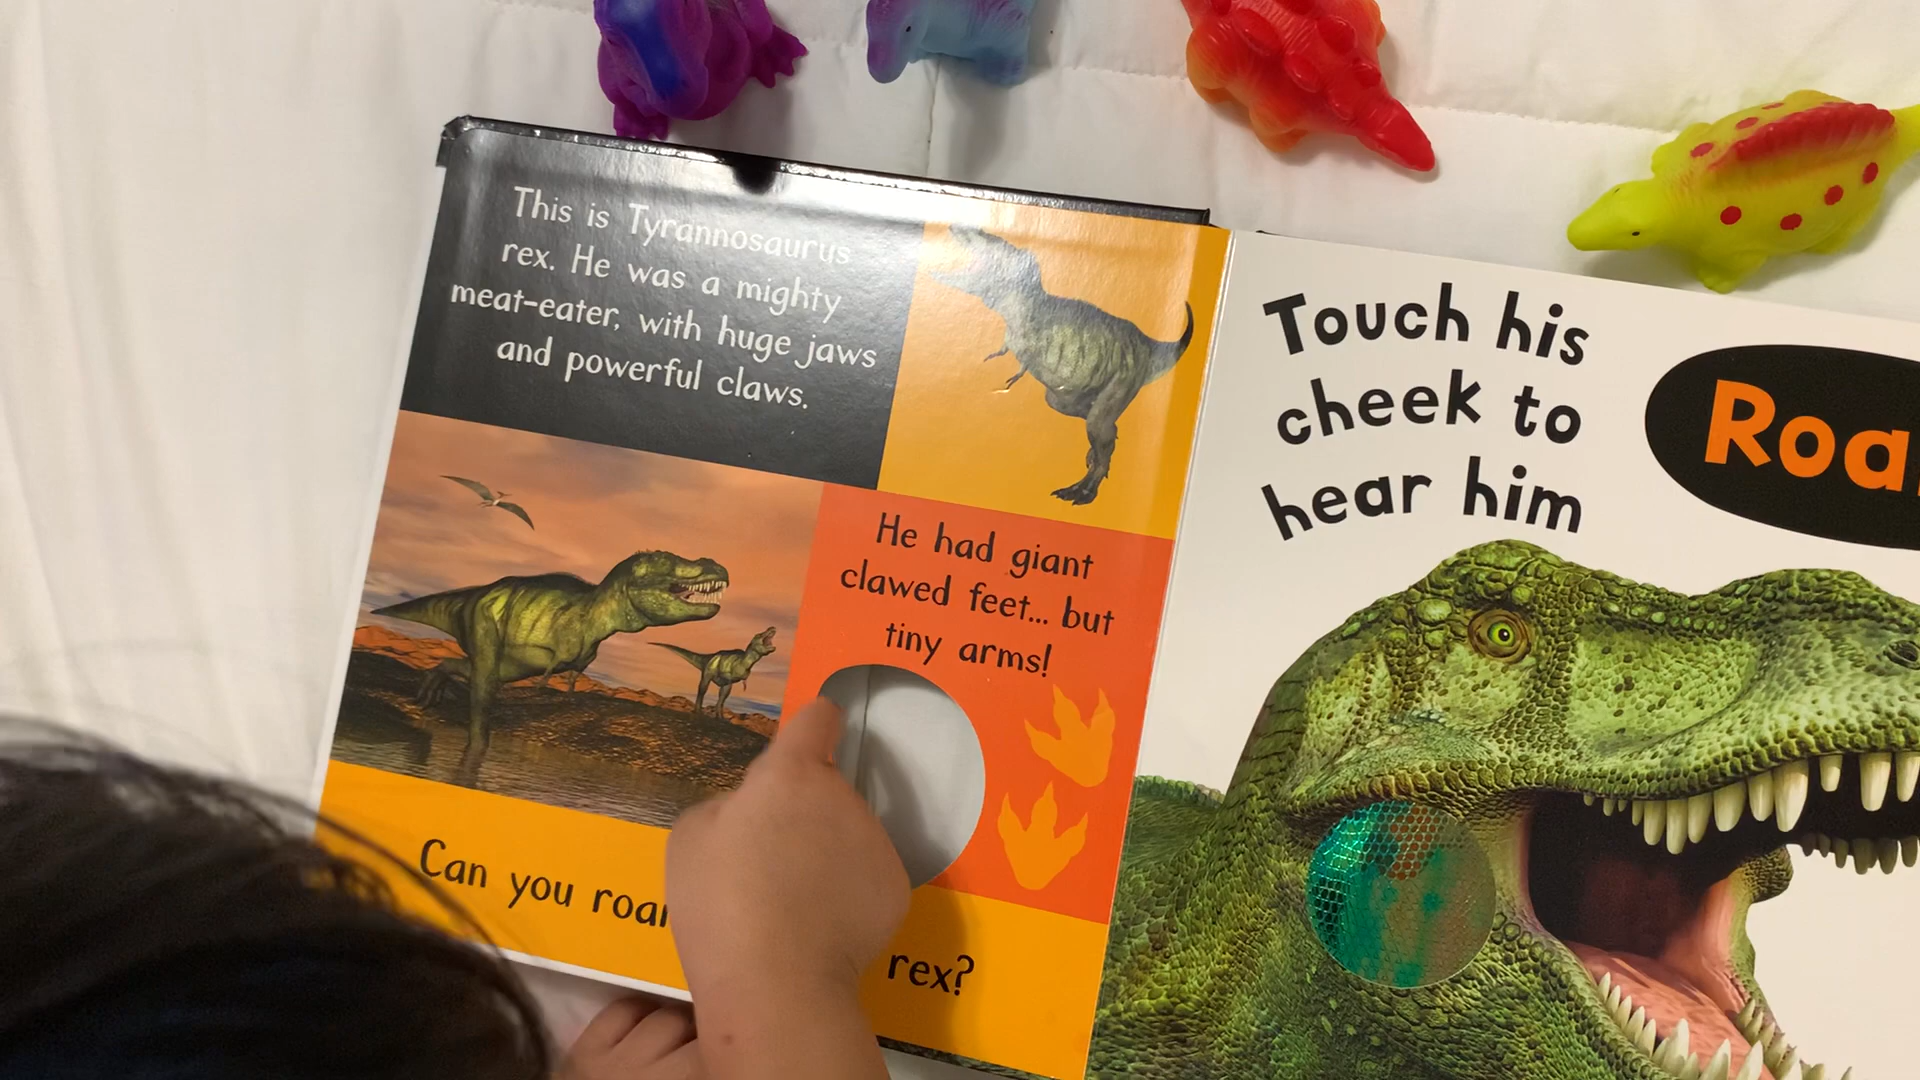 This is Tyrannosaurus
rex. He was a mighty
meat-eater, with huge jaws
and powerful claws.
He had giant
clawed feet... but
tiny arms!
Can you roar
rex?
Touch his
cheek to
hear him
Roa